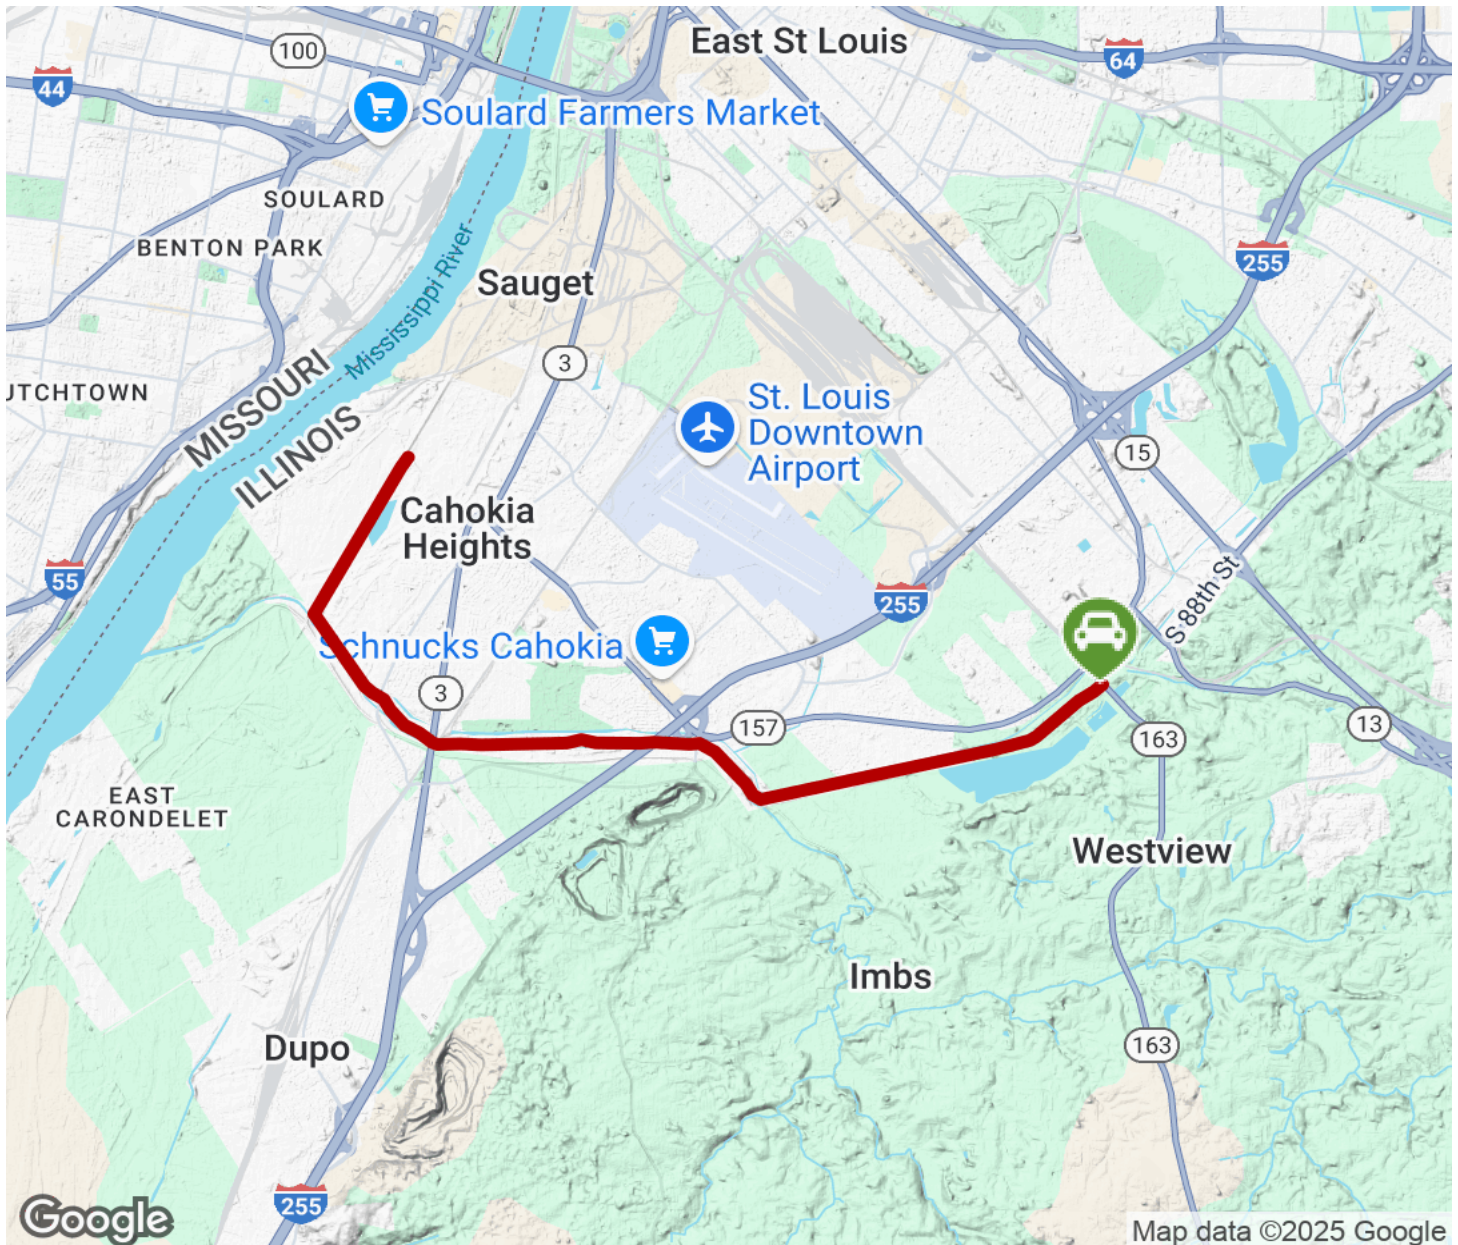 East St Louis
100
64
44
Soulard Farmers Market
SOULARD
BENTON PARK
255
Mississippi River
Sauget
3
MISSOURI
ILLINOIS
UTCHTOWN
St. Louis
Downtown
Airport
15
Cahokia
Heights
55
255
S 88th St
Schnucks Cahokia
3
157
13
163
EAST
CARONDELET
Westview
Imbs
Dupo
163
255
Google
Map data ©2025 Google